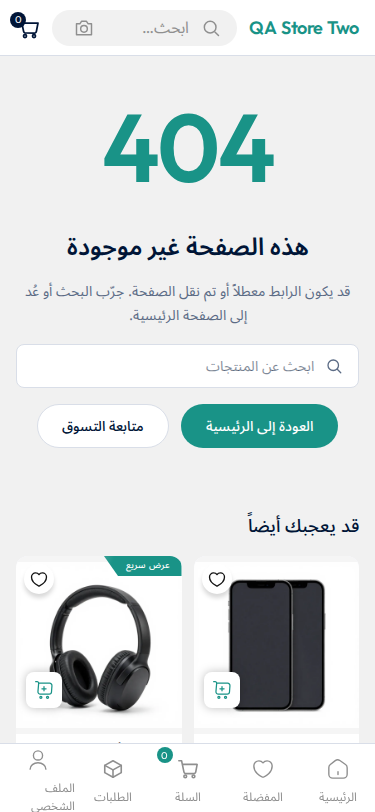 QA Store Two
ابحث...
0
404
هذه الصفحة غير موجودة
قد يكون الرابط معطلاً أو تم نقل الصفحة. جرّب البحث أو عُد
إلى الصفحة الرئيسية.
ابحث عن المنتجات
العودة إلى الرئيسية
متابعة التسوق
قد يعجبك أيضاً
عرض سريع
الرئيسية
المفضلة
0
السلة
الطلبات
الملف
الشخصي